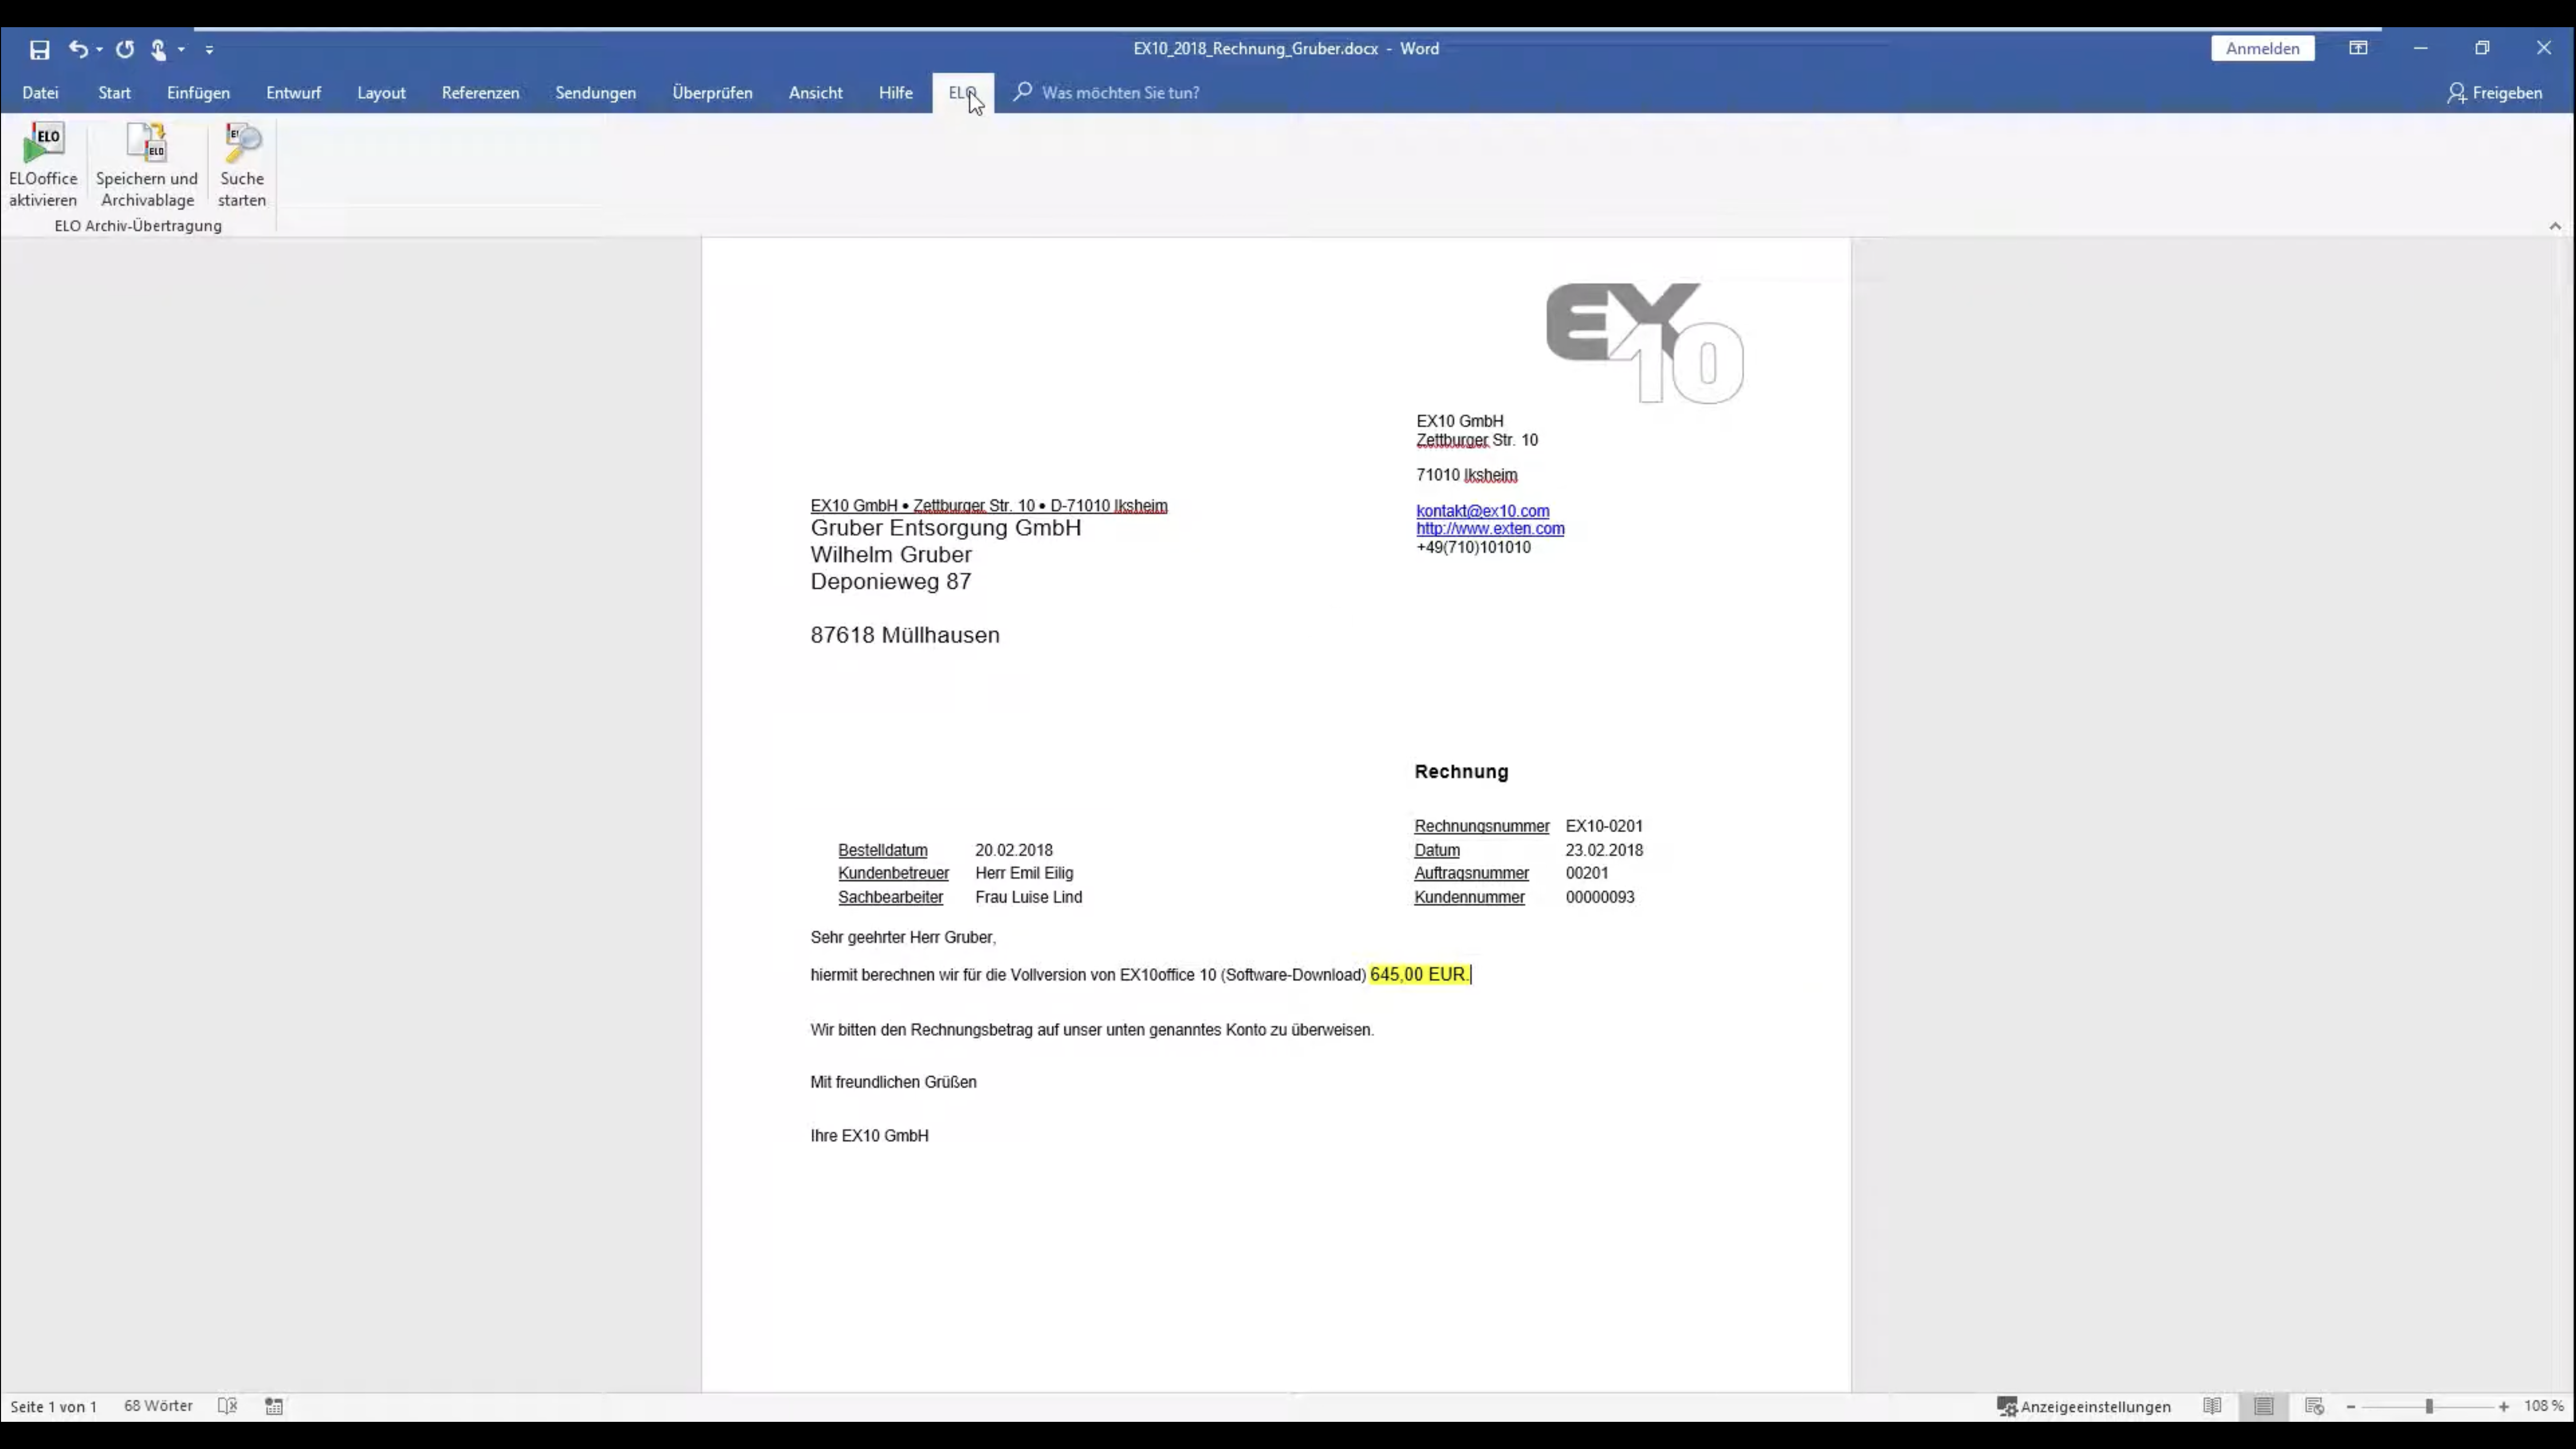 EX10_2018_Rechnung_Gruber.docx - Word
Anmelden
Datei Start Einfügen Entwurf Layout Referenzen Sendungen Überprüfen Ansicht Hilfe ELO Was möchten Sie tun? Freigeben
ELO
ELO
ELOoffice aktivieren
Speichern und Archivablage
Suche starten
ELO Archiv-Übertragung
EX10
EX10 GmbH
Zettburger Str. 10
71010 Iksheim
kontakt@ex10.com
http://www.exten.com
+49(710)101010
EX10 GmbH • Zettburger Str. 10 • D-71010 Iksheim
Gruber Entsorgung GmbH
Wilhelm Gruber
Deponieweg 87
87618 Müllhausen
Rechnung
Rechnungsnummer EX10-0201
Bestelldatum 20.02.2018 Datum 23.02.2018
Kundenbetreuer Herr Emil Eilig Auftragsnummer 00201
Sachbearbeiter Frau Luise Lind Kundennummer 00000093
Sehr geehrter Herr Gruber,
hiermit berechnen wir für die Vollversion von EX10office 10 (Software-Download) 645,00 EUR.
Wir bitten den Rechnungsbetrag auf unser unten genanntes Konto zu überweisen.
Mit freundlichen Grüßen
Ihre EX10 GmbH
Seite 1 von 1 68 Wörter Anzeigeeinstellungen 108 %